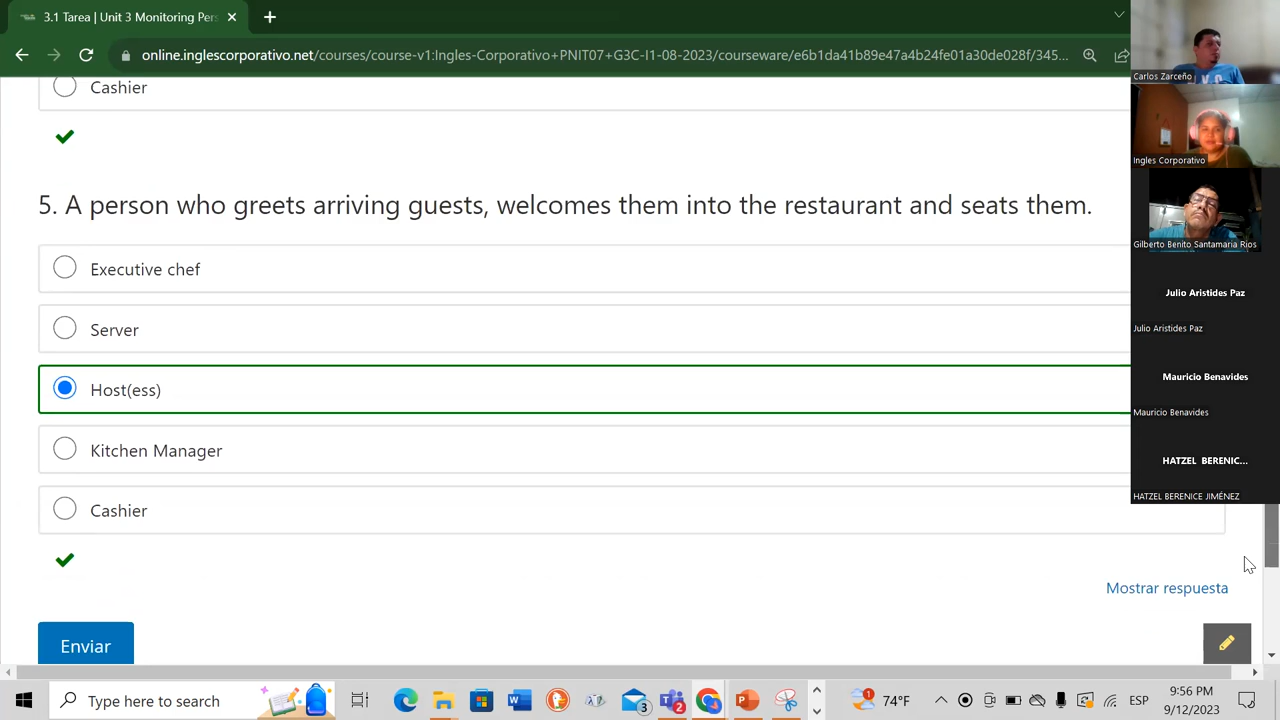 3.1 Tarea | Unit 3 Monitoring Per
online.inglescorporativo.net/courses/course-v1:Ingles-Corporativo+PNIT07+G3C-I1-08-2023/courseware/e6b1da41b89e47a4b24fe01a30de028f/345...
Cashier
5. A person who greets arriving guests, welcomes them into the restaurant and seats them.
Executive chef
Server
Host(ess)
Kitchen Manager
Cashier
Mostrar respuesta
Enviar
Carlos Zarceño
Ingles Corporativo
Gilberto Benito Santamaria Rios
Julio Aristides Paz
Julio Aristides Paz
Mauricio Benavides
Mauricio Benavides
HATZEL BERENIC...
HATZEL BERENICE JIMÉNEZ
Type here to search
3
2
1
74°F
ESP
9:56 PM
9/12/2023